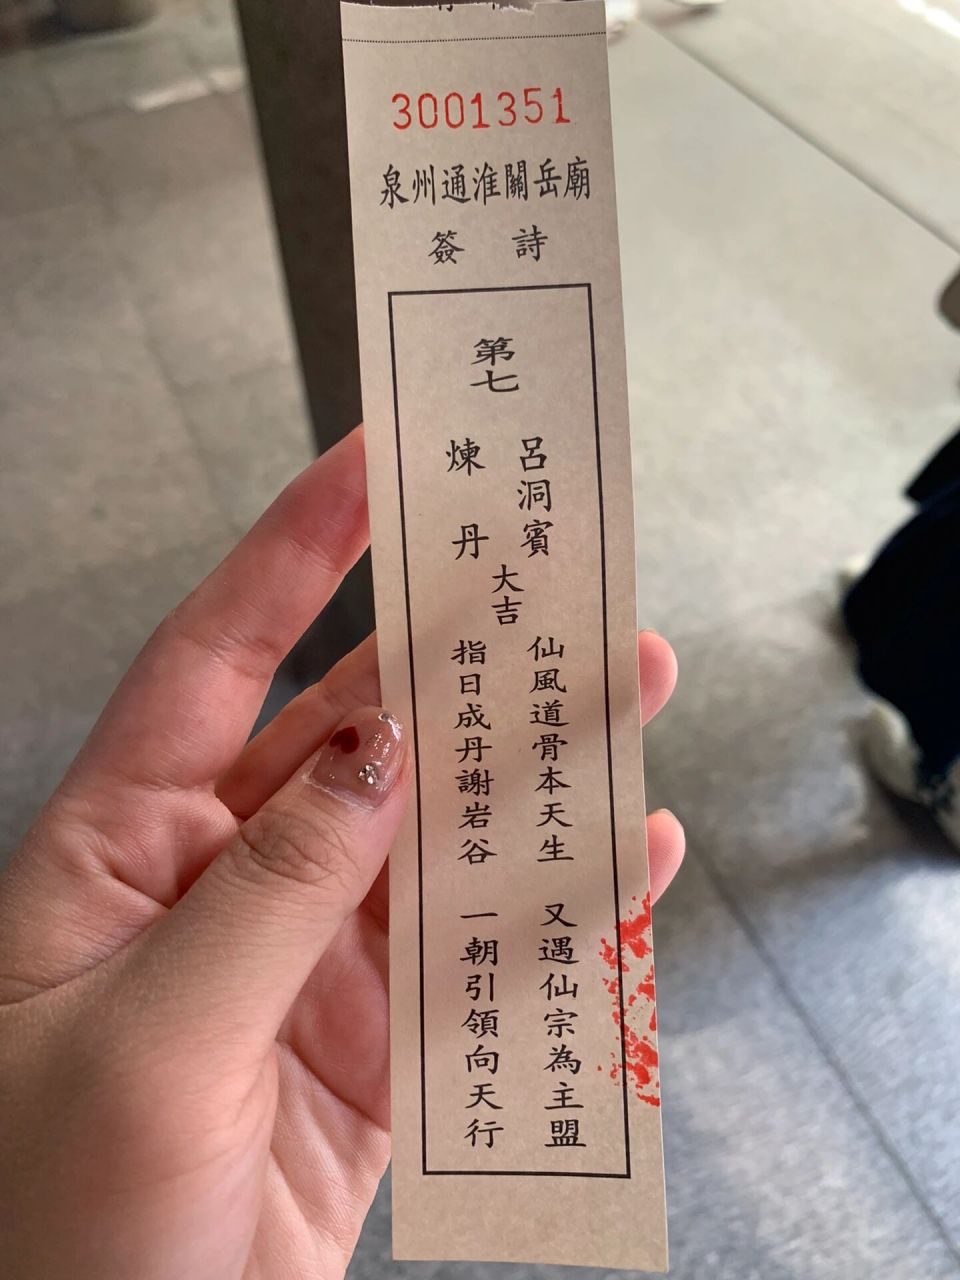 3001351
泉州通淮關岳廟
簽 詩
第七
呂洞賓
煉丹
大吉
仙風道骨本天生
又遇仙宗為主盟
指日成丹謝岩谷
一朝引領向天行